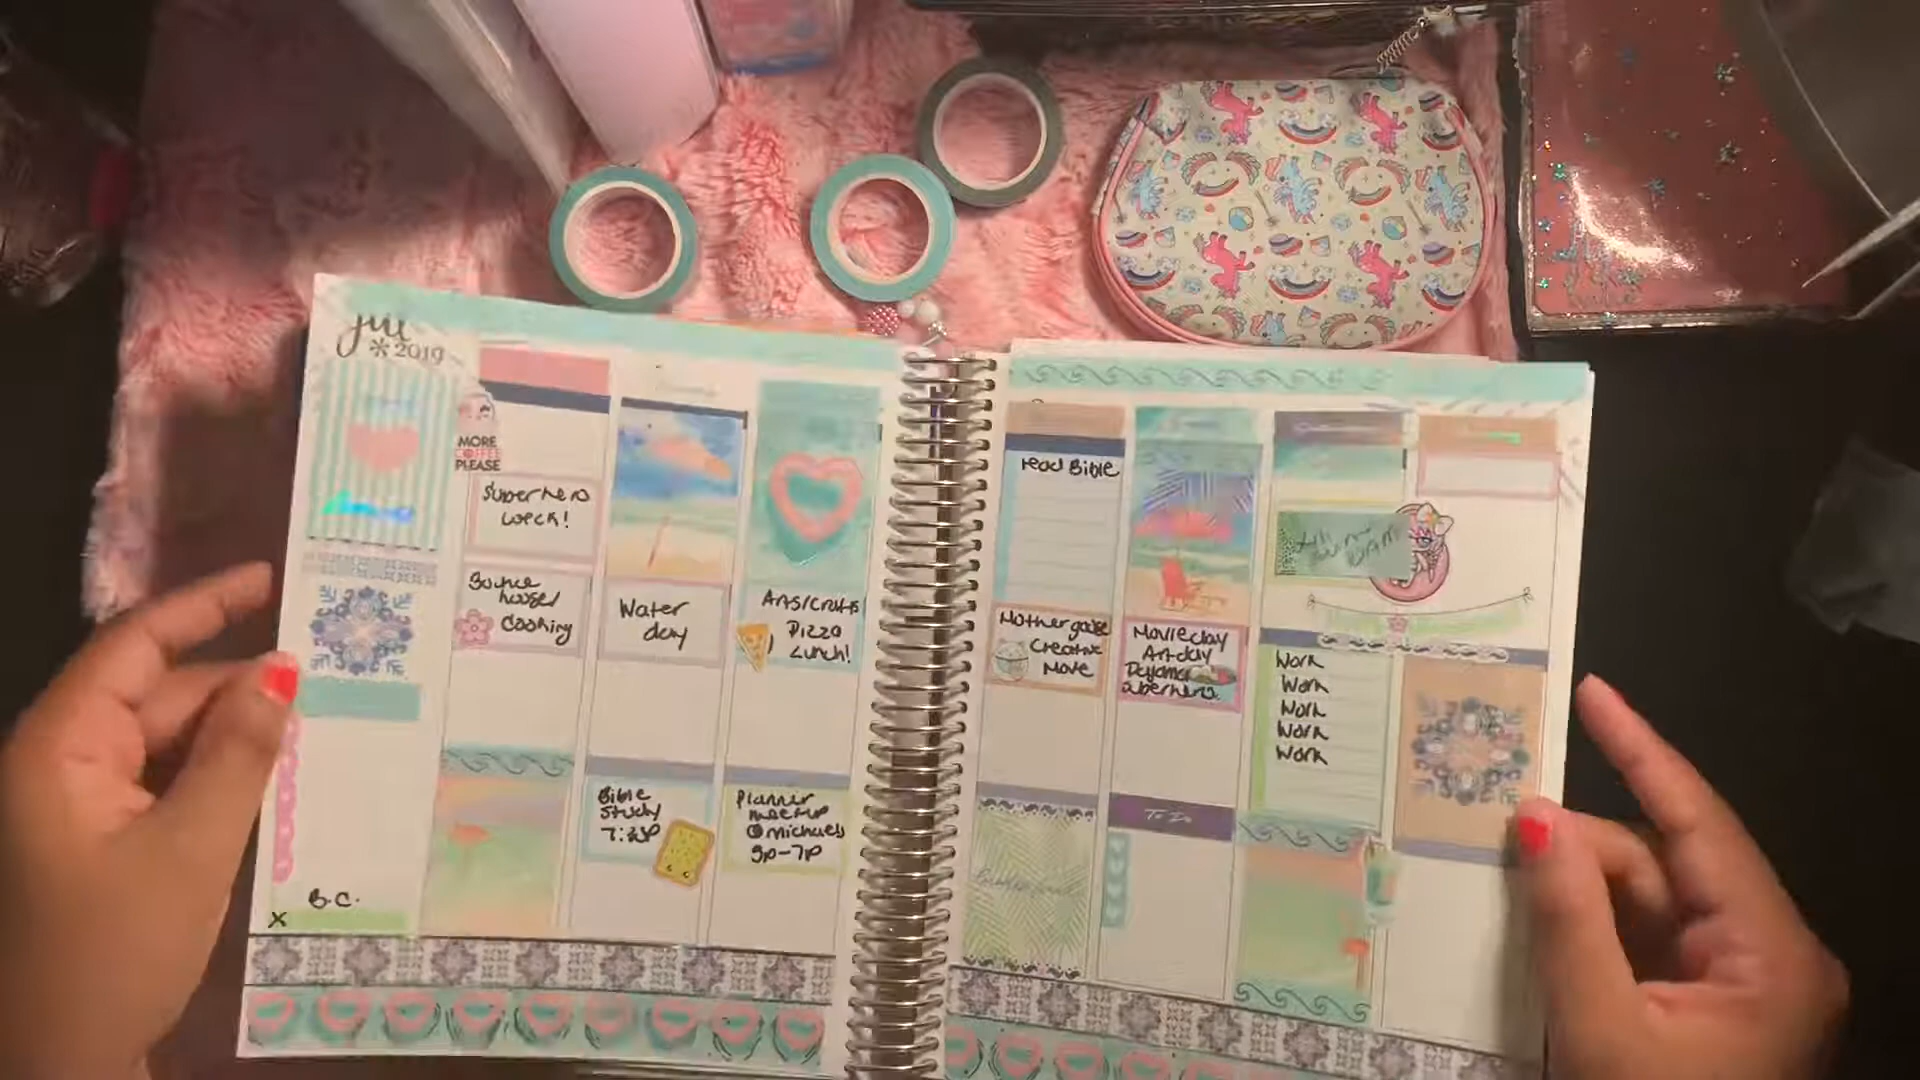 jul
*2019
MORE
COFFEE
PLEASE
Superhero
week!
Bounce
house/
cooking
Water
day
Arts/crafts
Pizza
Lunch!
Bible
Study
Planner
meetup
@michaels
B.C.
X
read Bible
Mother goose
Creative
Move
Movie day
Art day
Pajama
superhero
To Do
Work
Work
Work
Work
Work